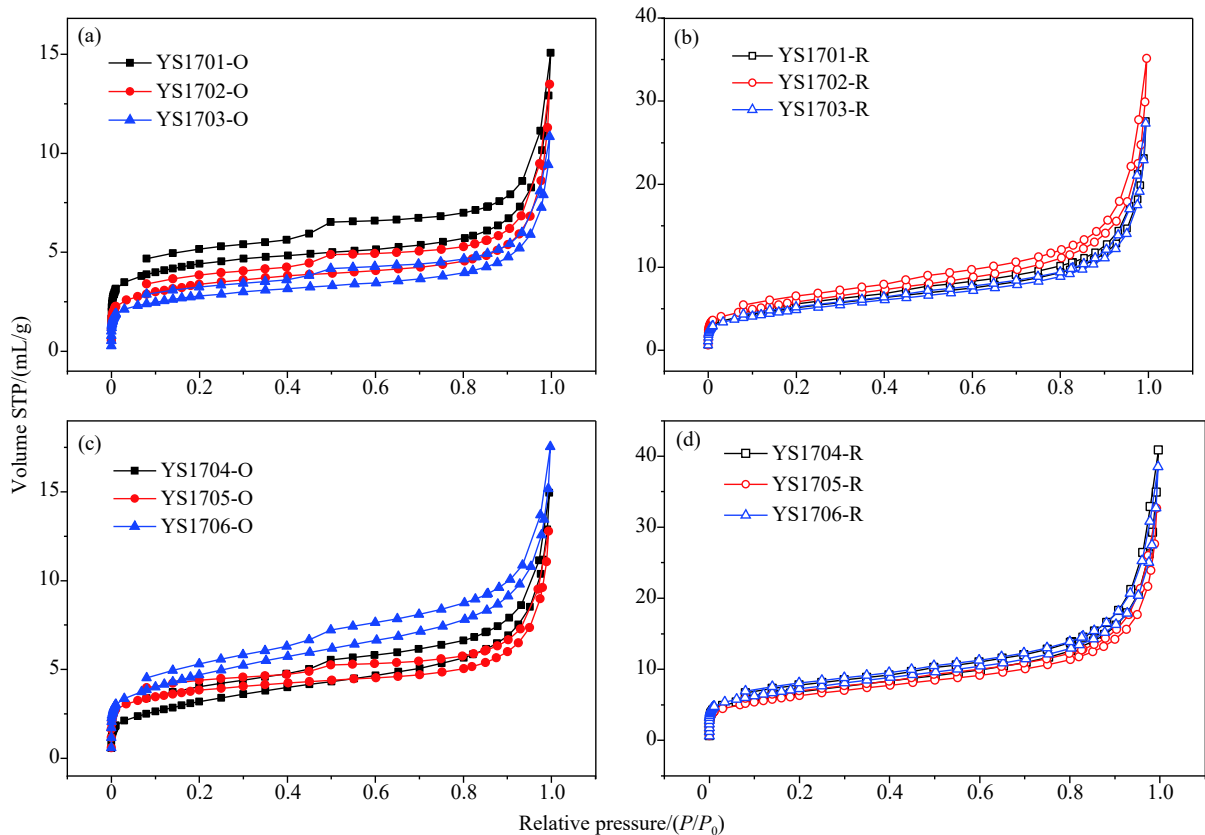 (a)
YS1701-O
YS1702-O
YS1703-O
15
10
5
0
0
0.2
0.4
0.6
0.8
1.0
(b)
YS1701-R
YS1702-R
YS1703-R
40
30
20
10
0
0
0.2
0.4
0.6
0.8
1.0
(c)
YS1704-O
YS1705-O
YS1706-O
15
10
5
0
0
0.2
0.4
0.6
0.8
1.0
(d)
YS1704-R
YS1705-R
YS1706-R
40
30
20
10
0
0
0.2
0.4
0.6
0.8
1.0
Volume STP/(mL/g)
Relative pressure/(P/P₀)